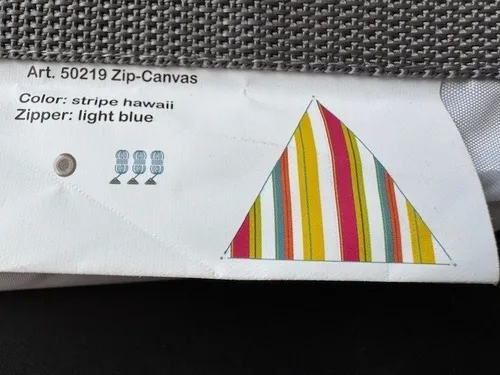 Art. 50219 Zip-Canvas
Color: stripe hawaii
Zipper: light blue